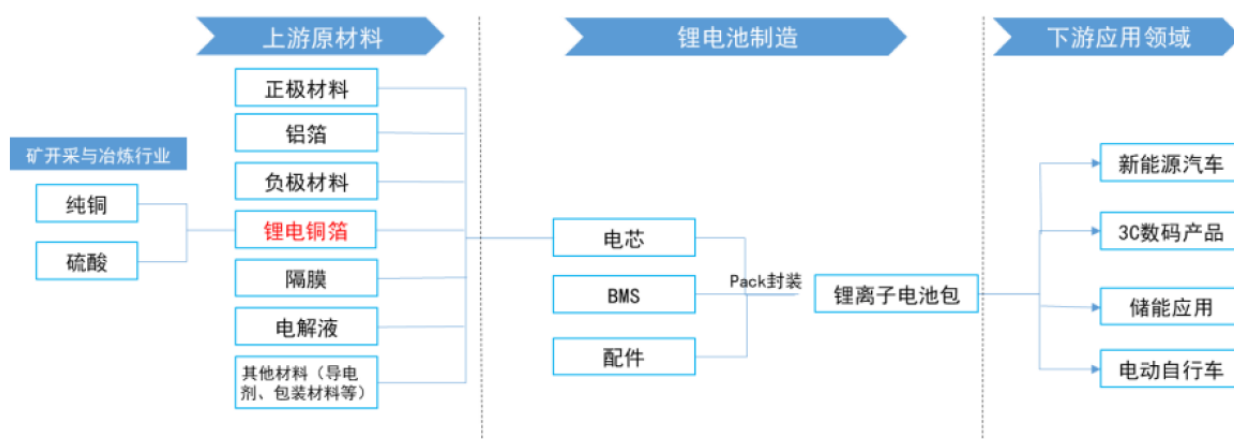 上游原材料
锂电池制造
下游应用领域
矿开采与冶炼行业
纯铜
硫酸
正极材料
铝箔
负极材料
锂电铜箔
隔膜
电解液
其他材料（导电
剂、包装材料等）
电芯
BMS
配件
Pack封装
锂离子电池包
新能源汽车
3C数码产品
储能应用
电动自行车